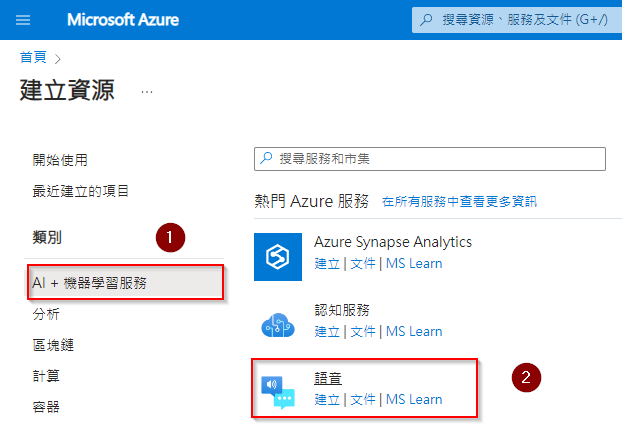 Microsoft Azure
搜尋資源、服務及文件 (G+/)
首頁 >
建立資源 ...
開始使用
最近建立的項目
類別
1
AI + 機器學習服務
分析
區塊鏈
計算
容器
搜尋服務和市集
熱門 Azure 服務 在所有服務中查看更多資訊
Azure Synapse Analytics
建立 | 文件 | MS Learn
認知服務
建立 | 文件 | MS Learn
語音
建立 | 文件 | MS Learn
2